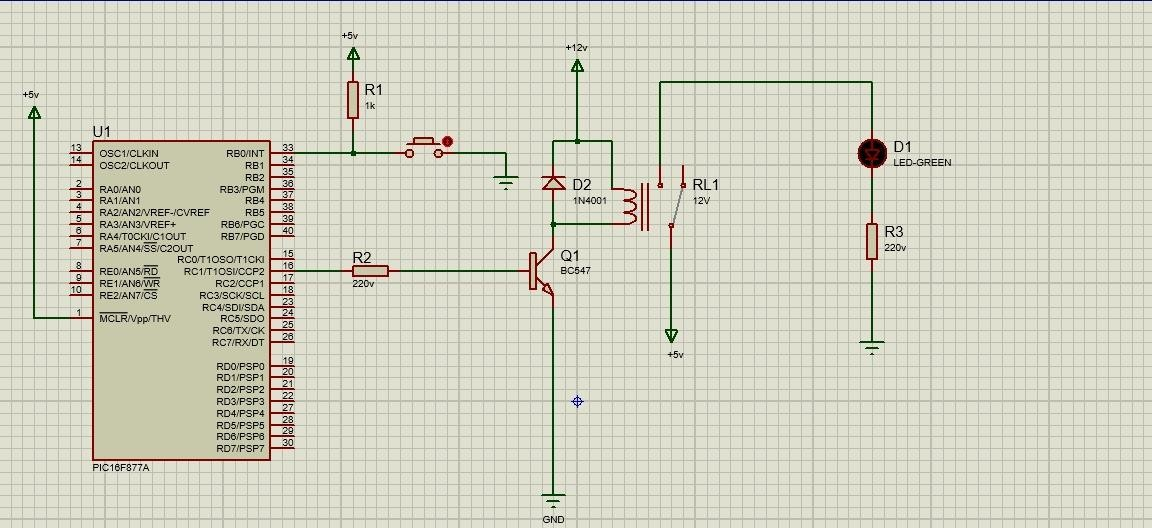 +5v
+5v
+12v
R1
1k
U1
13 OSC1/CLKIN
14 OSC2/CLKOUT
2 RA0/AN0
3 RA1/AN1
4 RA2/AN2/VREF-/CVREF
5 RA3/AN3/VREF+
6 RA4/T0CKI/C1OUT
7 RA5/AN4/SS/C2OUT
8 RE0/AN5/RD
9 RE1/AN6/WR
10 RE2/AN7/CS
1 MCLR/Vpp/THV
RB0/INT 33
RB1 34
RB2 35
RB3/PGM 36
RB4 37
RB5 38
RB6/PGC 39
RB7/PGD 40
RC0/T1OSO/T1CKI 15
RC1/T1OSI/CCP2 16
RC2/CCP1 17
RC3/SCK/SCL 18
RC4/SDI/SDA 23
RC5/SDO 24
RC6/TX/CK 25
RC7/RX/DT 26
RD0/PSP0 19
RD1/PSP1 20
RD2/PSP2 21
RD3/PSP3 22
RD4/PSP4 27
RD5/PSP5 28
RD6/PSP6 29
RD7/PSP7 30
PIC16F877A
R2
220v
D2
1N4001
Q1
BC547
RL1
12V
+5v
D1
LED-GREEN
R3
220v
GND